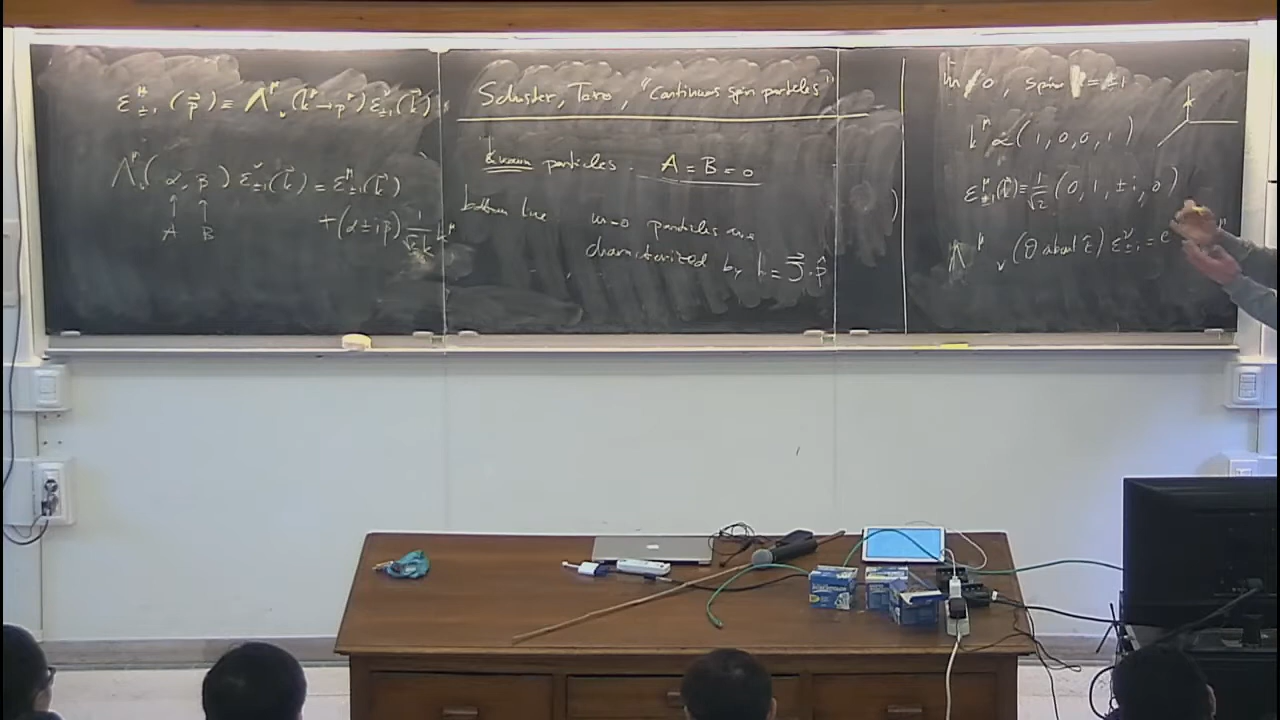 ε^μ_{±1}(p⃗) ≡ Λ^μ_ν(k^μ→p^μ) ε^ν_{±1}(k⃗)
Λ^μ_ν(α, β) ε^ν_{±1}(k⃗) = ε^μ_{±1}(k⃗)
+(α±iβ) 1/(√2 k) k^μ
↑ ↑
A B
Schuster, Toro, "Continuous spin particles"
known particles. A = B = 0
bottom line m=0 particles are
characterized by h = J⃗·p̂
m≠0, spin = ±1
k^μ ∝ (1, 0, 0, 1)
ε^μ_{±1}(k⃗) ≡ 1/√2 (0, 1, ±i, 0)
Λ^μ_ν(θ about ẑ) ε^ν_{±1} = e